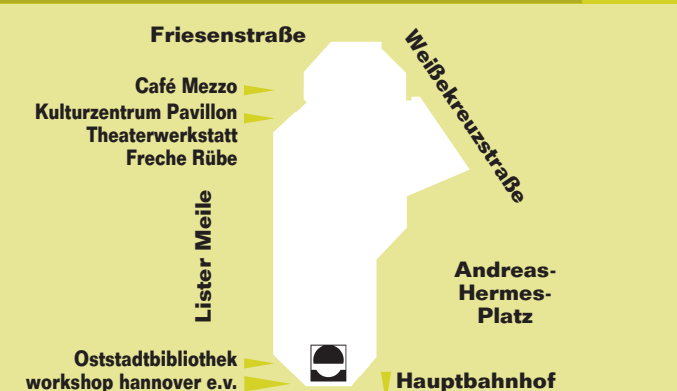 Friesenstraße
Weißekreuzstraße
Café Mezzo
Kulturzentrum Pavillon
Theaterwerkstatt
Freche Rübe
Lister Meile
Andreas-
Hermes-
Platz
Oststadtbibliothek
workshop hannover e.v.
Hauptbahnhof